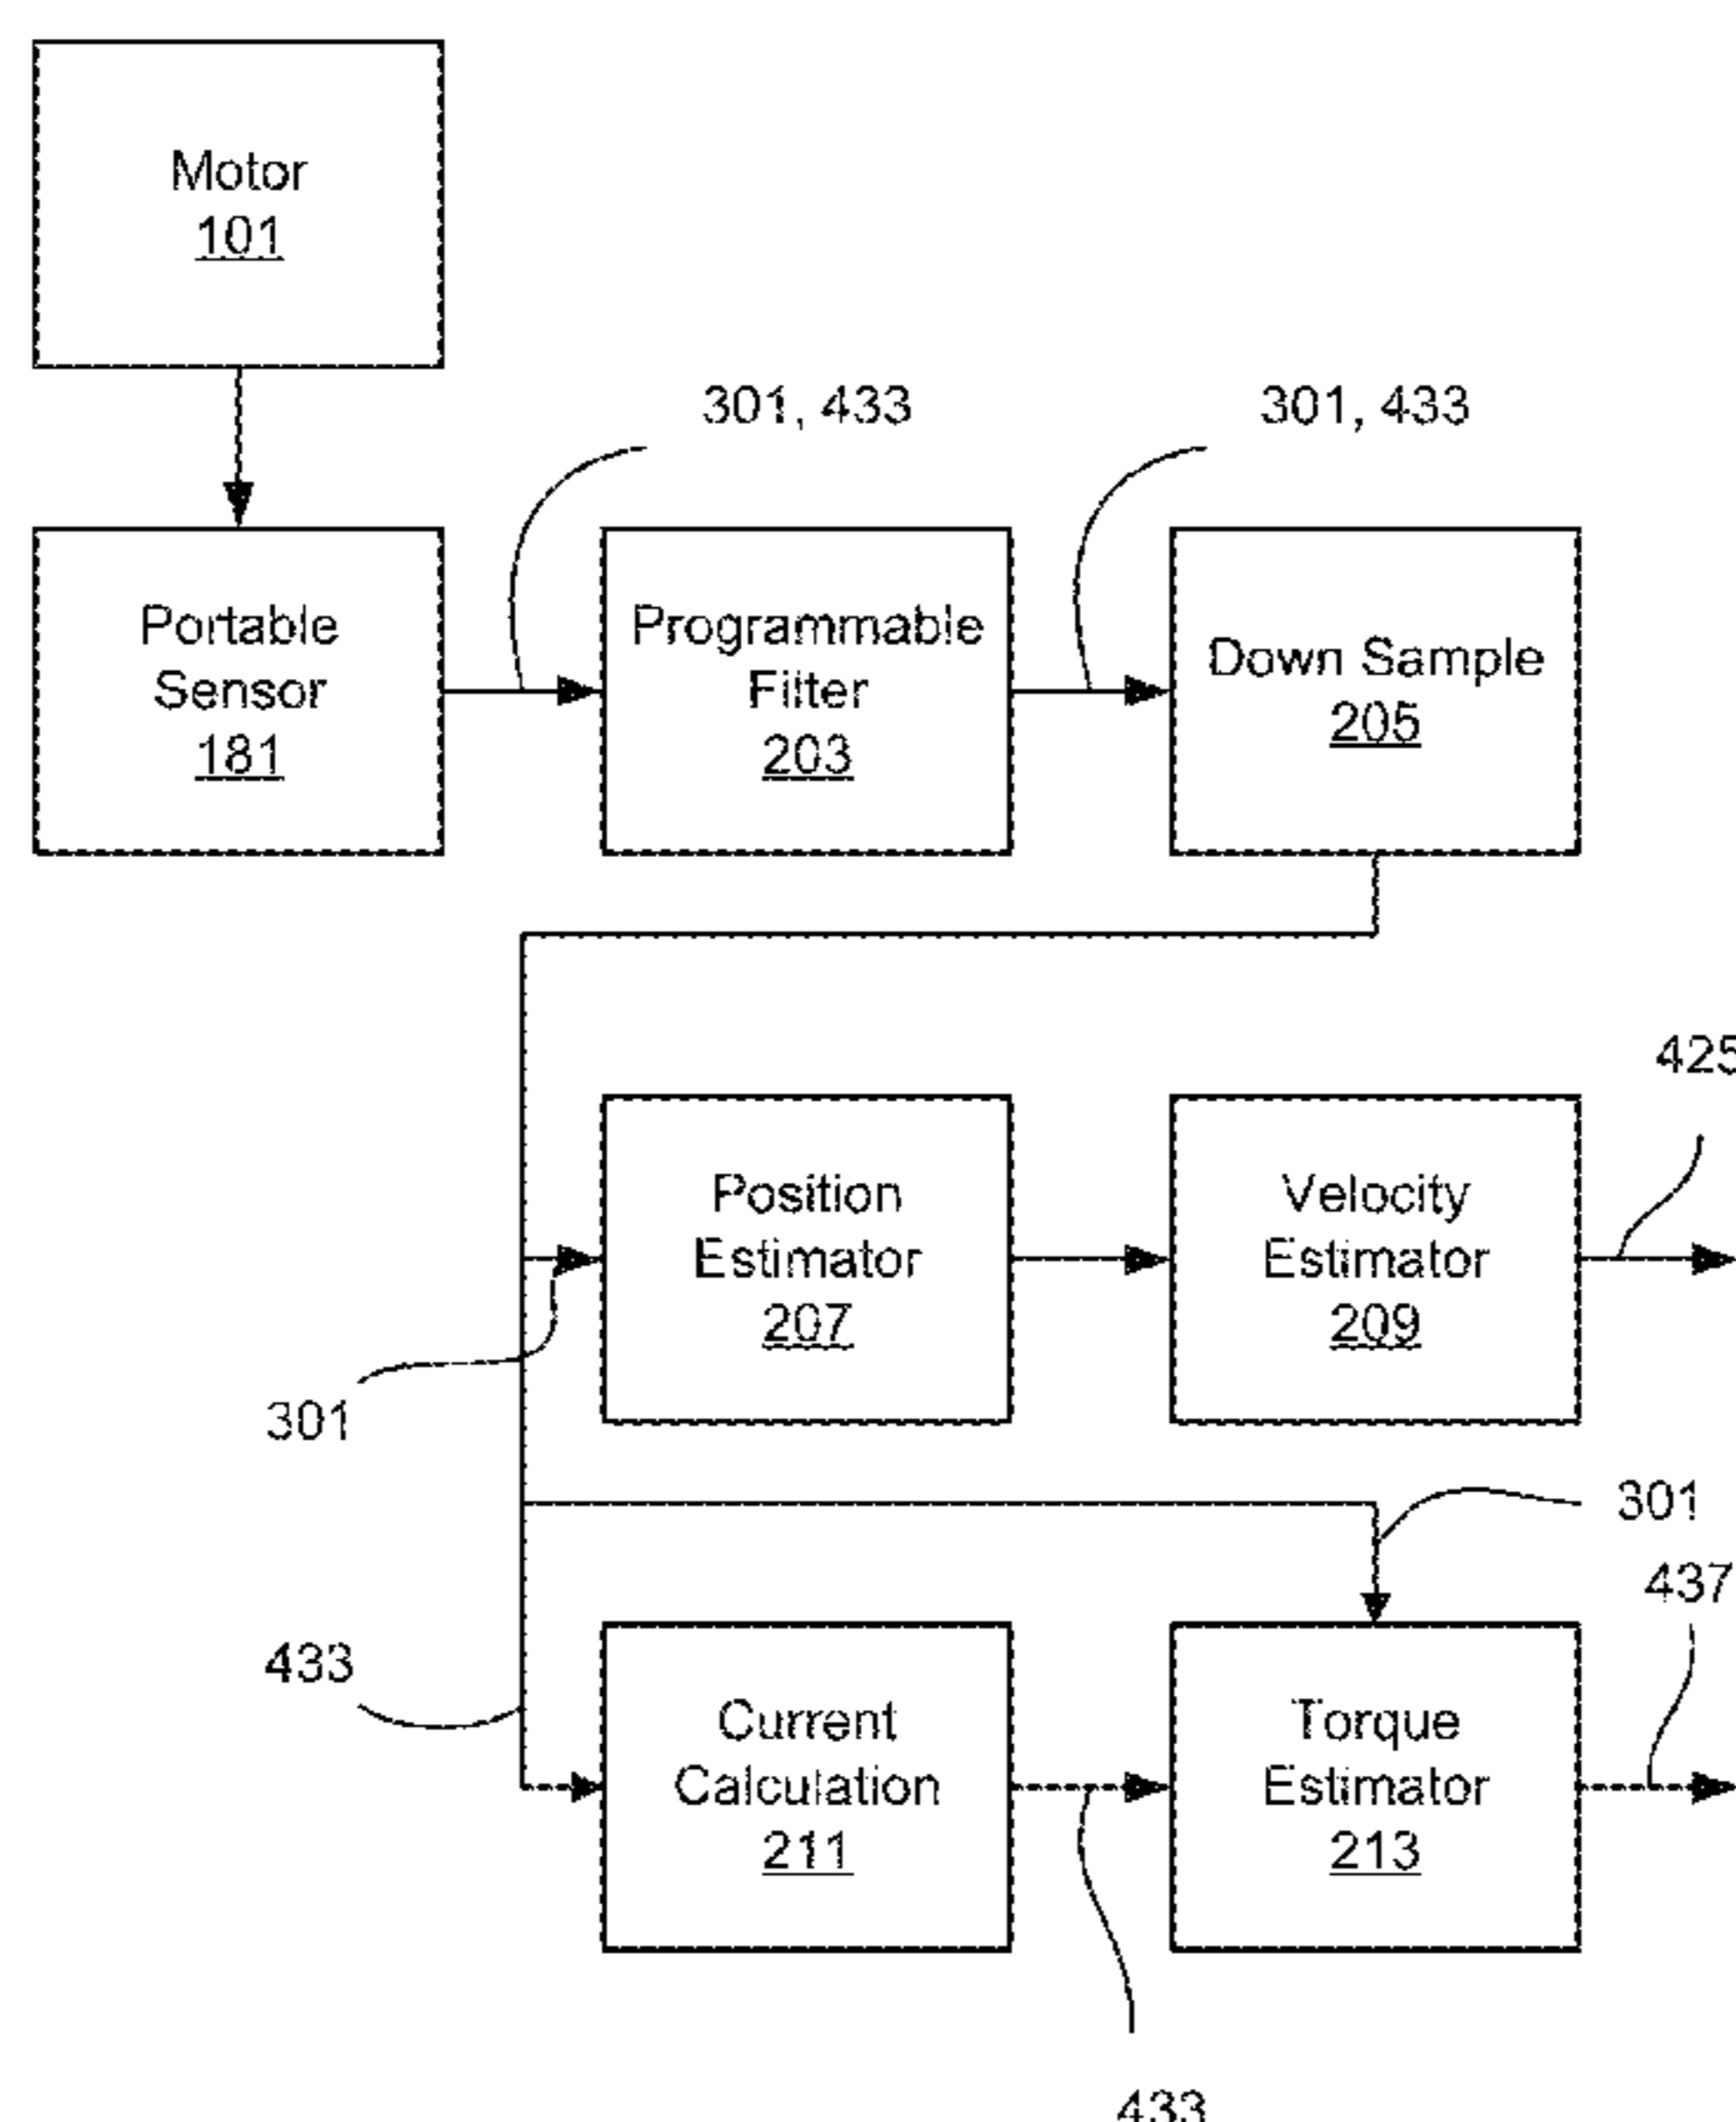 Motor
101
301, 433
301, 433
Portable
Sensor
181
Programmable
Filter
203
Down Sample
205
425
Position
Estimator
207
Velocity
Estimator
209
301
301
437
433
Current
Calculation
211
Torque
Estimator
213
433